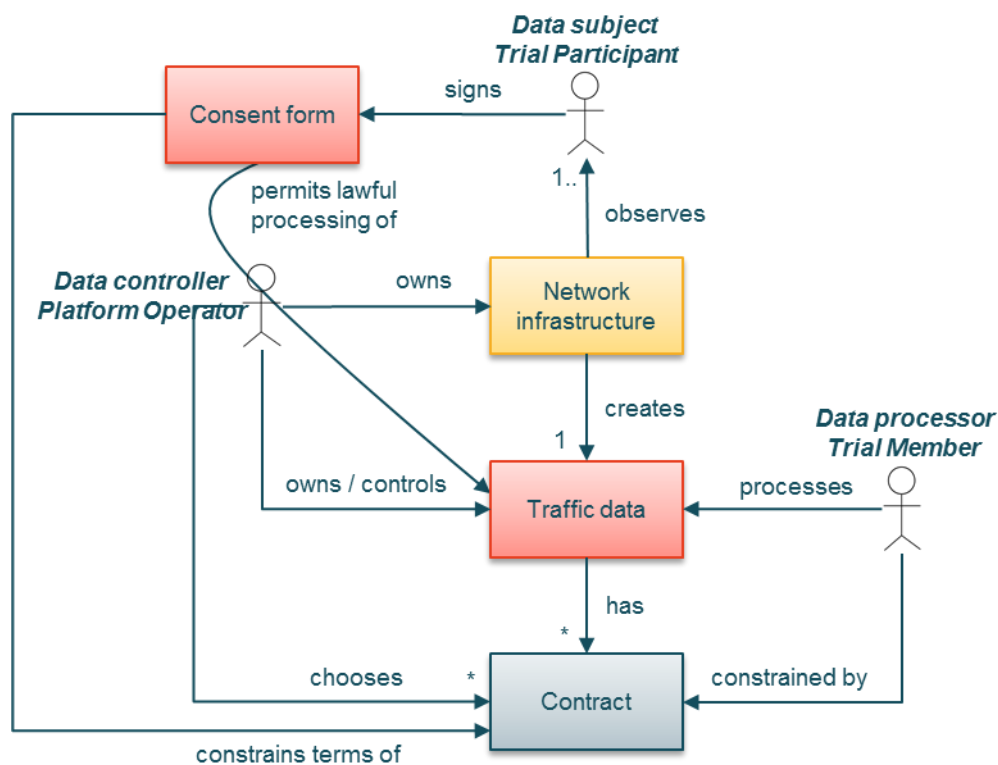 Data subject
Trial Participant
signs
Consent form
1..
permits lawful
processing of
observes
Data controller
Platform Operator
owns
Network
infrastructure
creates
1
Data processor
Trial Member
owns / controls
processes
Traffic data
has
*
chooses
*
constrained by
Contract
constrains terms of